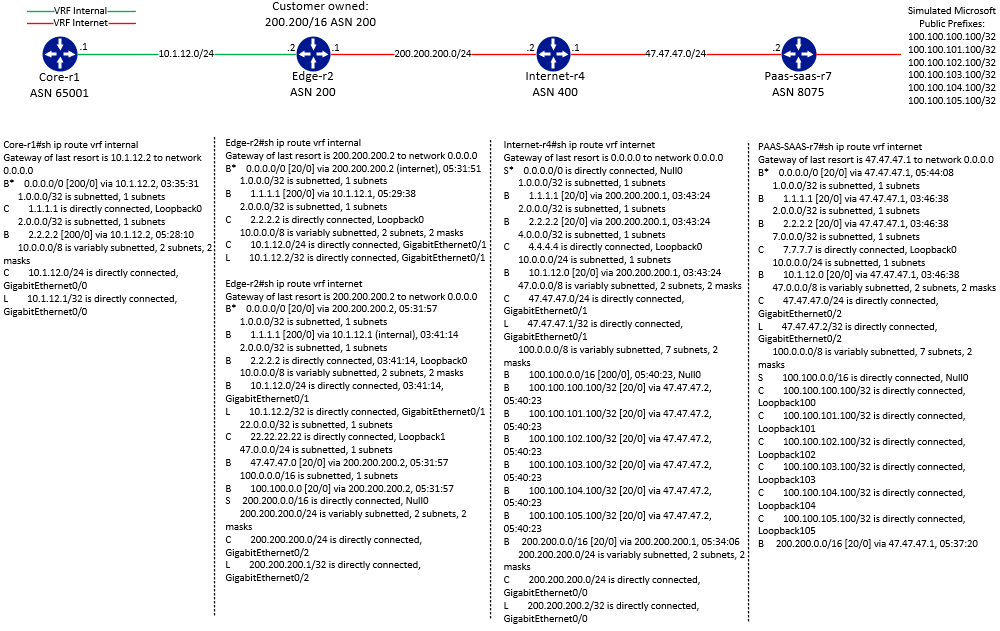 VRF Internal
VRF Internet
Customer owned:
200.200/16 ASN 200
Simulated Microsoft
Public Prefixes:
100.100.100.100/32
100.100.101.100/32
100.100.102.100/32
100.100.103.100/32
100.100.104.100/32
100.100.105.100/32
.1
10.1.12.0/24
.2
.1
200.200.200.0/24
.2
.1
47.47.47.0/24
.2
Core-r1
ASN 65001
Edge-r2
ASN 200
Internet-r4
ASN 400
Paas-saas-r7
ASN 8075
Core-r1#sh ip route vrf internal
Gateway of last resort is 10.1.12.2 to network
0.0.0.0
B* 0.0.0.0/0 [200/0] via 10.1.12.2, 03:35:31
1.0.0.0/32 is subnetted, 1 subnets
C 1.1.1.1 is directly connected, Loopback0
2.0.0.0/32 is subnetted, 1 subnets
B 2.2.2.2 [200/0] via 10.1.12.2, 05:28:10
10.0.0.0/8 is variably subnetted, 2 subnets, 2
masks
C 10.1.12.0/24 is directly connected,
GigabitEthernet0/0
L 10.1.12.1/32 is directly connected,
GigabitEthernet0/0
Edge-r2#sh ip route vrf internal
Gateway of last resort is 200.200.200.2 to network 0.0.0.0
B* 0.0.0.0/0 [20/0] via 200.200.200.2 (internet), 05:31:51
1.0.0.0/32 is subnetted, 1 subnets
B 1.1.1.1 [200/0] via 10.1.12.1, 05:29:38
2.0.0.0/32 is subnetted, 1 subnets
C 2.2.2.2 is directly connected, Loopback0
10.0.0.0/8 is variably subnetted, 2 subnets, 2 masks
C 10.1.12.0/24 is directly connected, GigabitEthernet0/1
L 10.1.12.2/32 is directly connected, GigabitEthernet0/1
Edge-r2#sh ip route vrf internet
Gateway of last resort is 200.200.200.2 to network 0.0.0.0
B* 0.0.0.0/0 [20/0] via 200.200.200.2, 05:31:57
1.0.0.0/32 is subnetted, 1 subnets
B 1.1.1.1 [200/0] via 10.1.12.1 (internal), 03:41:14
2.0.0.0/32 is subnetted, 1 subnets
B 2.2.2.2 is directly connected, 03:41:14, Loopback0
10.0.0.0/8 is variably subnetted, 2 subnets, 2 masks
B 10.1.12.0/24 is directly connected, 03:41:14,
GigabitEthernet0/1
L 10.1.12.2/32 is directly connected, GigabitEthernet0/1
22.0.0.0/32 is subnetted, 1 subnets
C 22.22.22.22 is directly connected, Loopback1
47.0.0.0/24 is subnetted, 1 subnets
B 47.47.47.0 [20/0] via 200.200.200.2, 05:31:57
100.0.0.0/16 is subnetted, 1 subnets
B 100.100.0.0 [20/0] via 200.200.200.2, 05:31:57
S 200.200.0.0/16 is directly connected, Null0
200.200.200.0/24 is variably subnetted, 2 subnets, 2
masks
C 200.200.200.0/24 is directly connected,
GigabitEthernet0/2
L 200.200.200.1/32 is directly connected,
GigabitEthernet0/2
Internet-r4#sh ip route vrf internet
Gateway of last resort is 0.0.0.0 to network 0.0.0.0
S* 0.0.0.0/0 is directly connected, Null0
1.0.0.0/32 is subnetted, 1 subnets
B 1.1.1.1 [20/0] via 200.200.200.1, 03:43:24
2.0.0.0/32 is subnetted, 1 subnets
B 2.2.2.2 [20/0] via 200.200.200.1, 03:43:24
4.0.0.0/32 is subnetted, 1 subnets
C 4.4.4.4 is directly connected, Loopback0
10.0.0.0/24 is subnetted, 1 subnets
B 10.1.12.0 [20/0] via 200.200.200.1, 03:43:24
47.0.0.0/8 is variably subnetted, 2 subnets, 2 masks
C 47.47.47.0/24 is directly connected,
GigabitEthernet0/1
L 47.47.47.1/32 is directly connected,
GigabitEthernet0/1
100.0.0.0/8 is variably subnetted, 7 subnets, 2
masks
B 100.100.0.0/16 [200/0], 05:40:23, Null0
B 100.100.100.100/32 [20/0] via 47.47.47.2,
05:40:23
B 100.100.101.100/32 [20/0] via 47.47.47.2,
05:40:23
B 100.100.102.100/32 [20/0] via 47.47.47.2,
05:40:23
B 100.100.103.100/32 [20/0] via 47.47.47.2,
05:40:23
B 100.100.104.100/32 [20/0] via 47.47.47.2,
05:40:23
B 100.100.105.100/32 [20/0] via 47.47.47.2,
05:40:23
B 200.200.0.0/16 [20/0] via 200.200.200.1, 05:34:06
200.200.200.0/24 is variably subnetted, 2 subnets, 2
masks
C 200.200.200.0/24 is directly connected,
GigabitEthernet0/0
L 200.200.200.2/32 is directly connected,
GigabitEthernet0/0
PAAS-SAAS-r7#sh ip route vrf internet
Gateway of last resort is 47.47.47.1 to network 0.0.0.0
B* 0.0.0.0/0 [20/0] via 47.47.47.1, 05:44:08
1.0.0.0/32 is subnetted, 1 subnets
B 1.1.1.1 [20/0] via 47.47.47.1, 03:46:38
2.0.0.0/32 is subnetted, 1 subnets
B 2.2.2.2 [20/0] via 47.47.47.1, 03:46:38
7.0.0.0/32 is subnetted, 1 subnets
C 7.7.7.7 is directly connected, Loopback0
10.0.0.0/24 is subnetted, 1 subnets
B 10.1.12.0 [20/0] via 47.47.47.1, 03:46:38
47.0.0.0/8 is variably subnetted, 2 subnets, 2 masks
C 47.47.47.0/24 is directly connected,
GigabitEthernet0/2
L 47.47.47.2/32 is directly connected,
GigabitEthernet0/2
100.0.0.0/8 is variably subnetted, 7 subnets, 2
masks
S 100.100.0.0/16 is directly connected, Null0
C 100.100.100.100/32 is directly connected,
Loopback100
C 100.100.101.100/32 is directly connected,
Loopback101
C 100.100.102.100/32 is directly connected,
Loopback102
C 100.100.103.100/32 is directly connected,
Loopback103
C 100.100.104.100/32 is directly connected,
Loopback104
C 100.100.105.100/32 is directly connected,
Loopback105
B 200.200.0.0/16 [20/0] via 47.47.47.1, 05:37:20